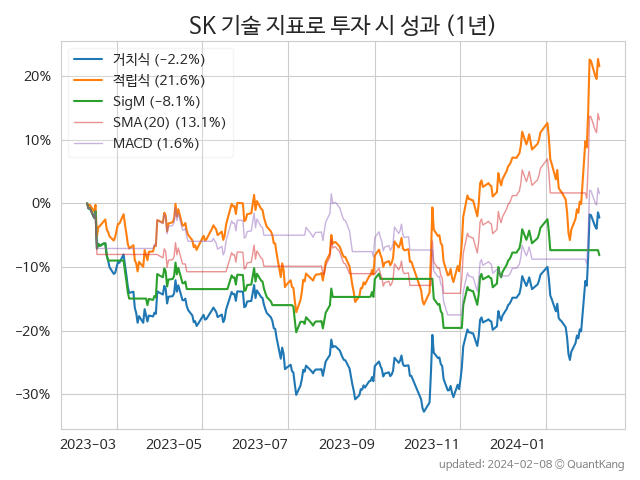 SK 기술 지표로 투자 시 성과 (1년)
거치식 (−2.2%)
적립식 (21.6%)
SigM (−8.1%)
SMA(20) (13.1%)
MACD (1.6%)
20%
10%
0%
−10%
−20%
−30%
2023-03 2023-05 2023-07 2023-09 2023-11 2024-01
updated: 2024-02-08 © QuantKang